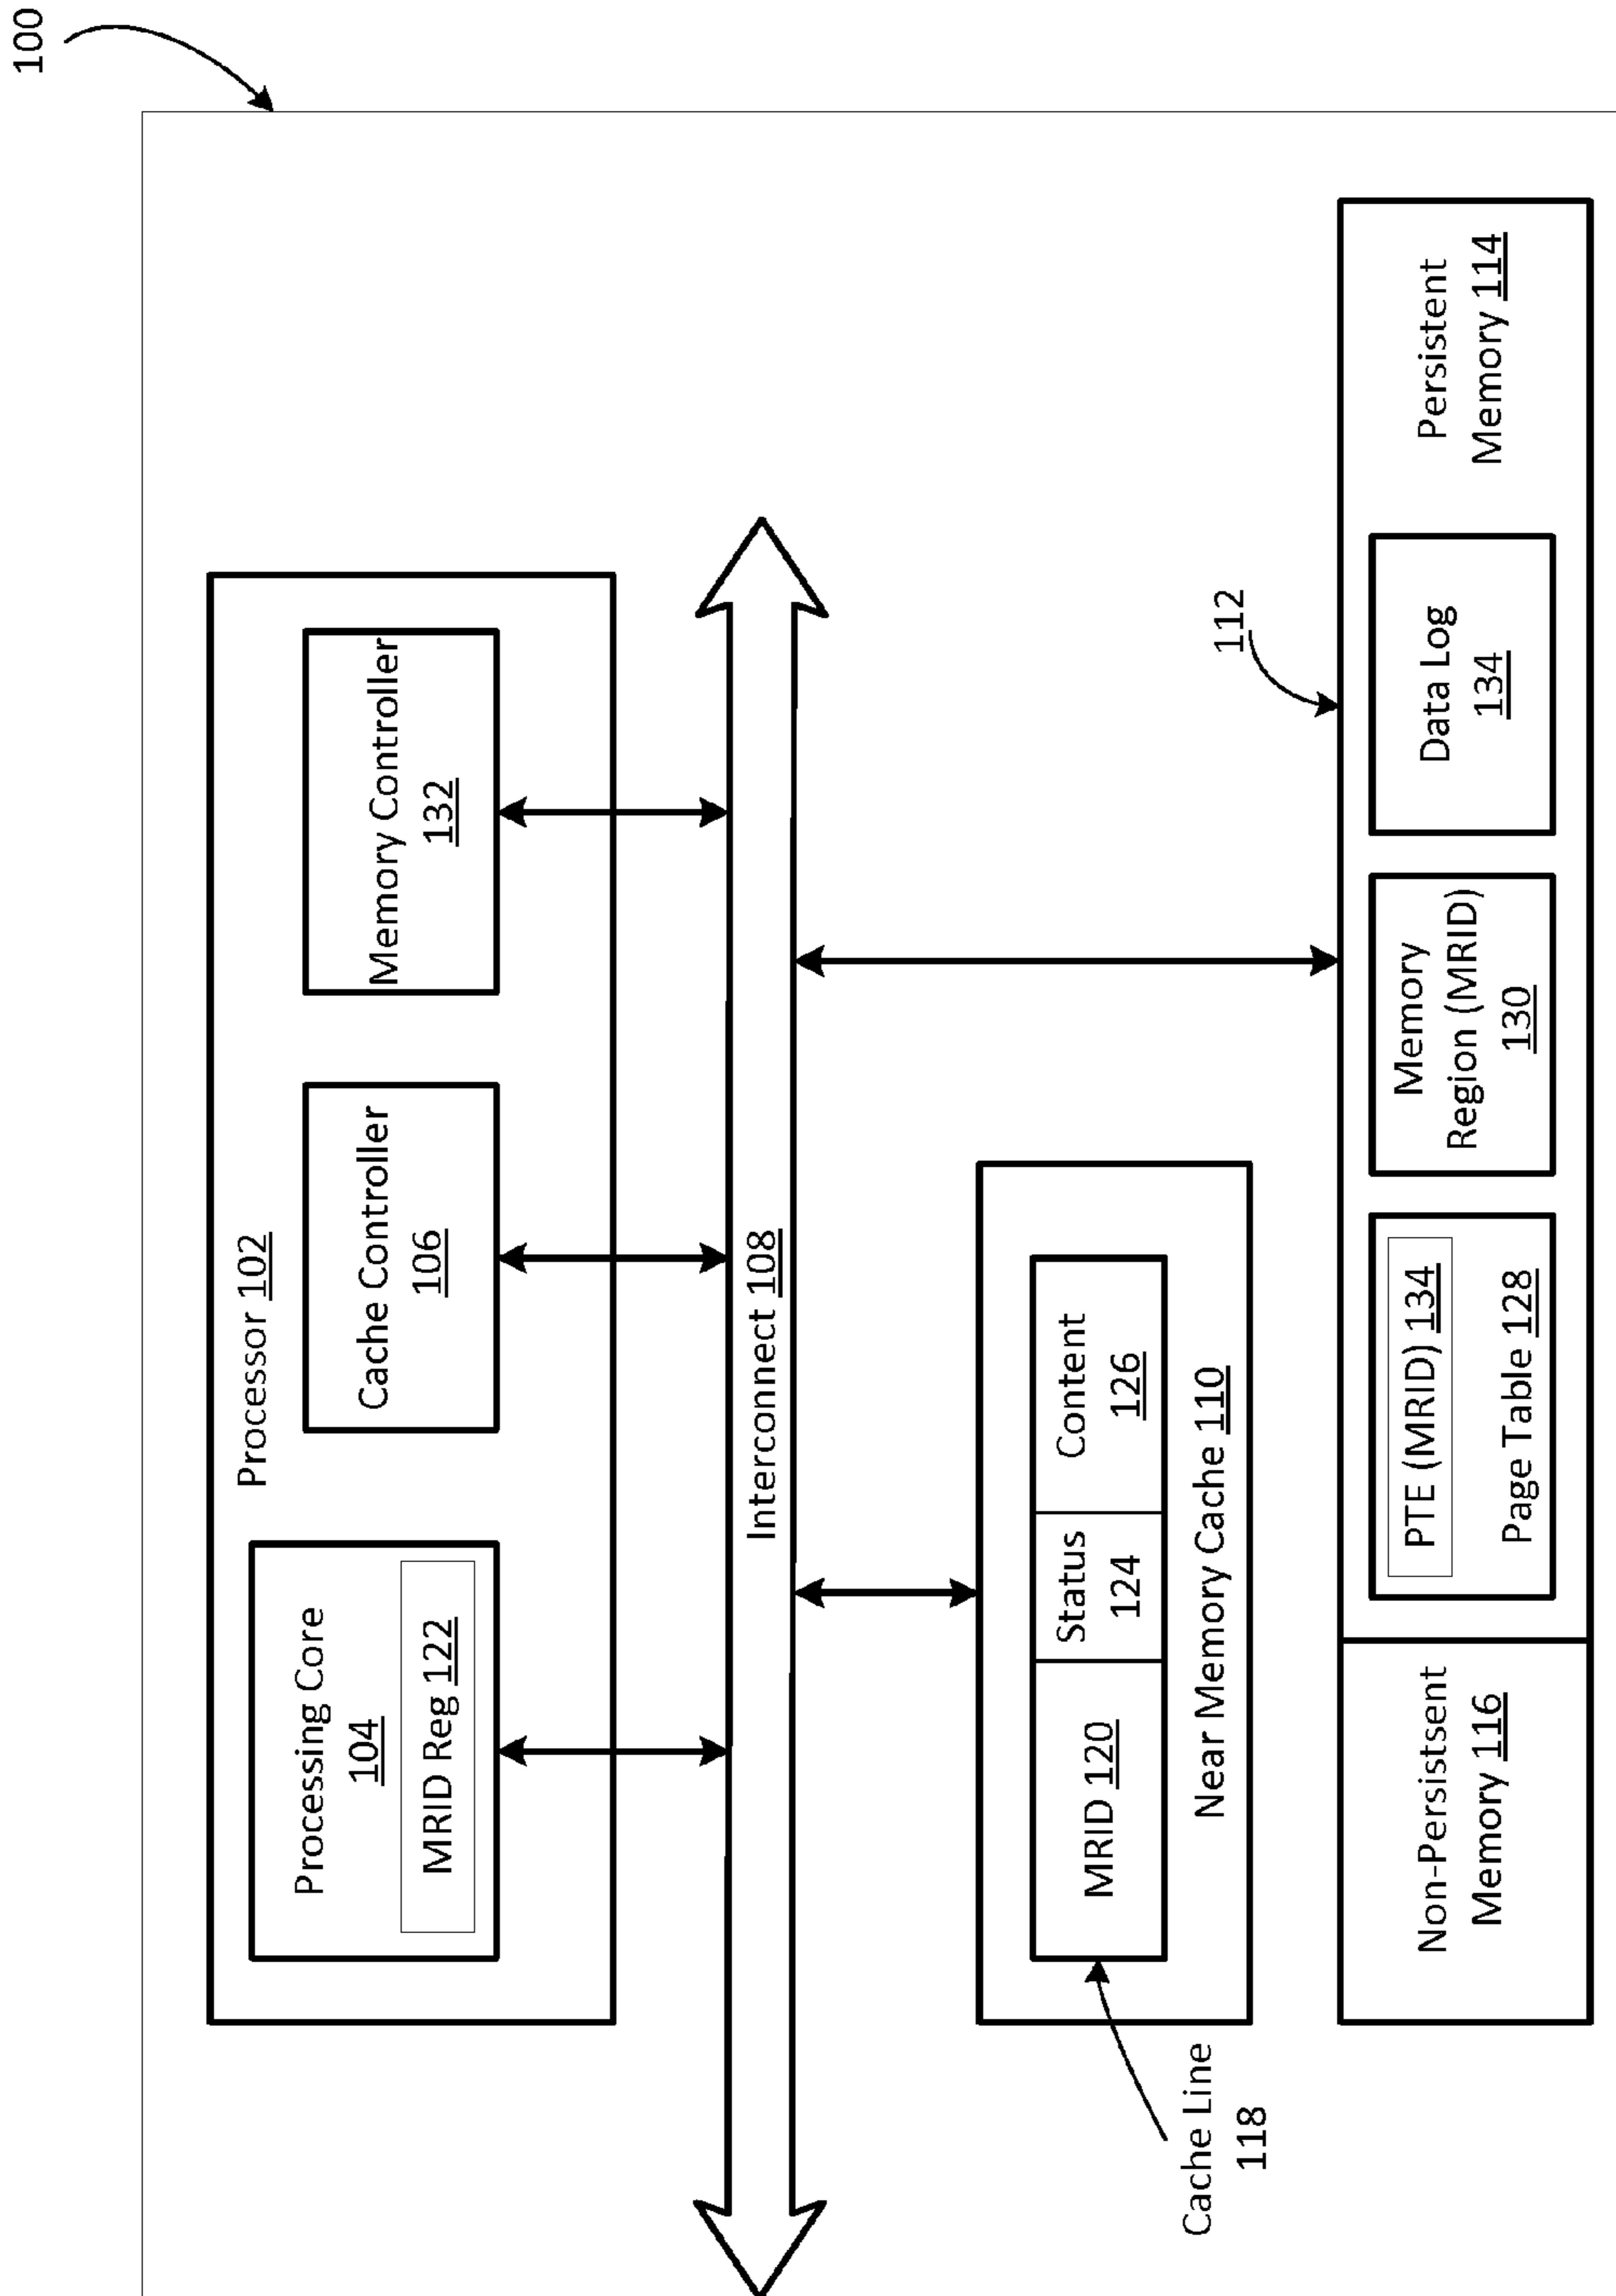 100
Processor 102
Processing Core
104
MRID Reg 122
Cache Controller
106
Memory Controller
132
Interconnect 108
Cache Line
118
MRID 120
Status
124
Content
126
Near Memory Cache 110
112
Non-Persistsent
Memory 116
PTE (MRID) 134
Page Table 128
Memory
Region (MRID)
130
Data Log
134
Persistent
Memory 114